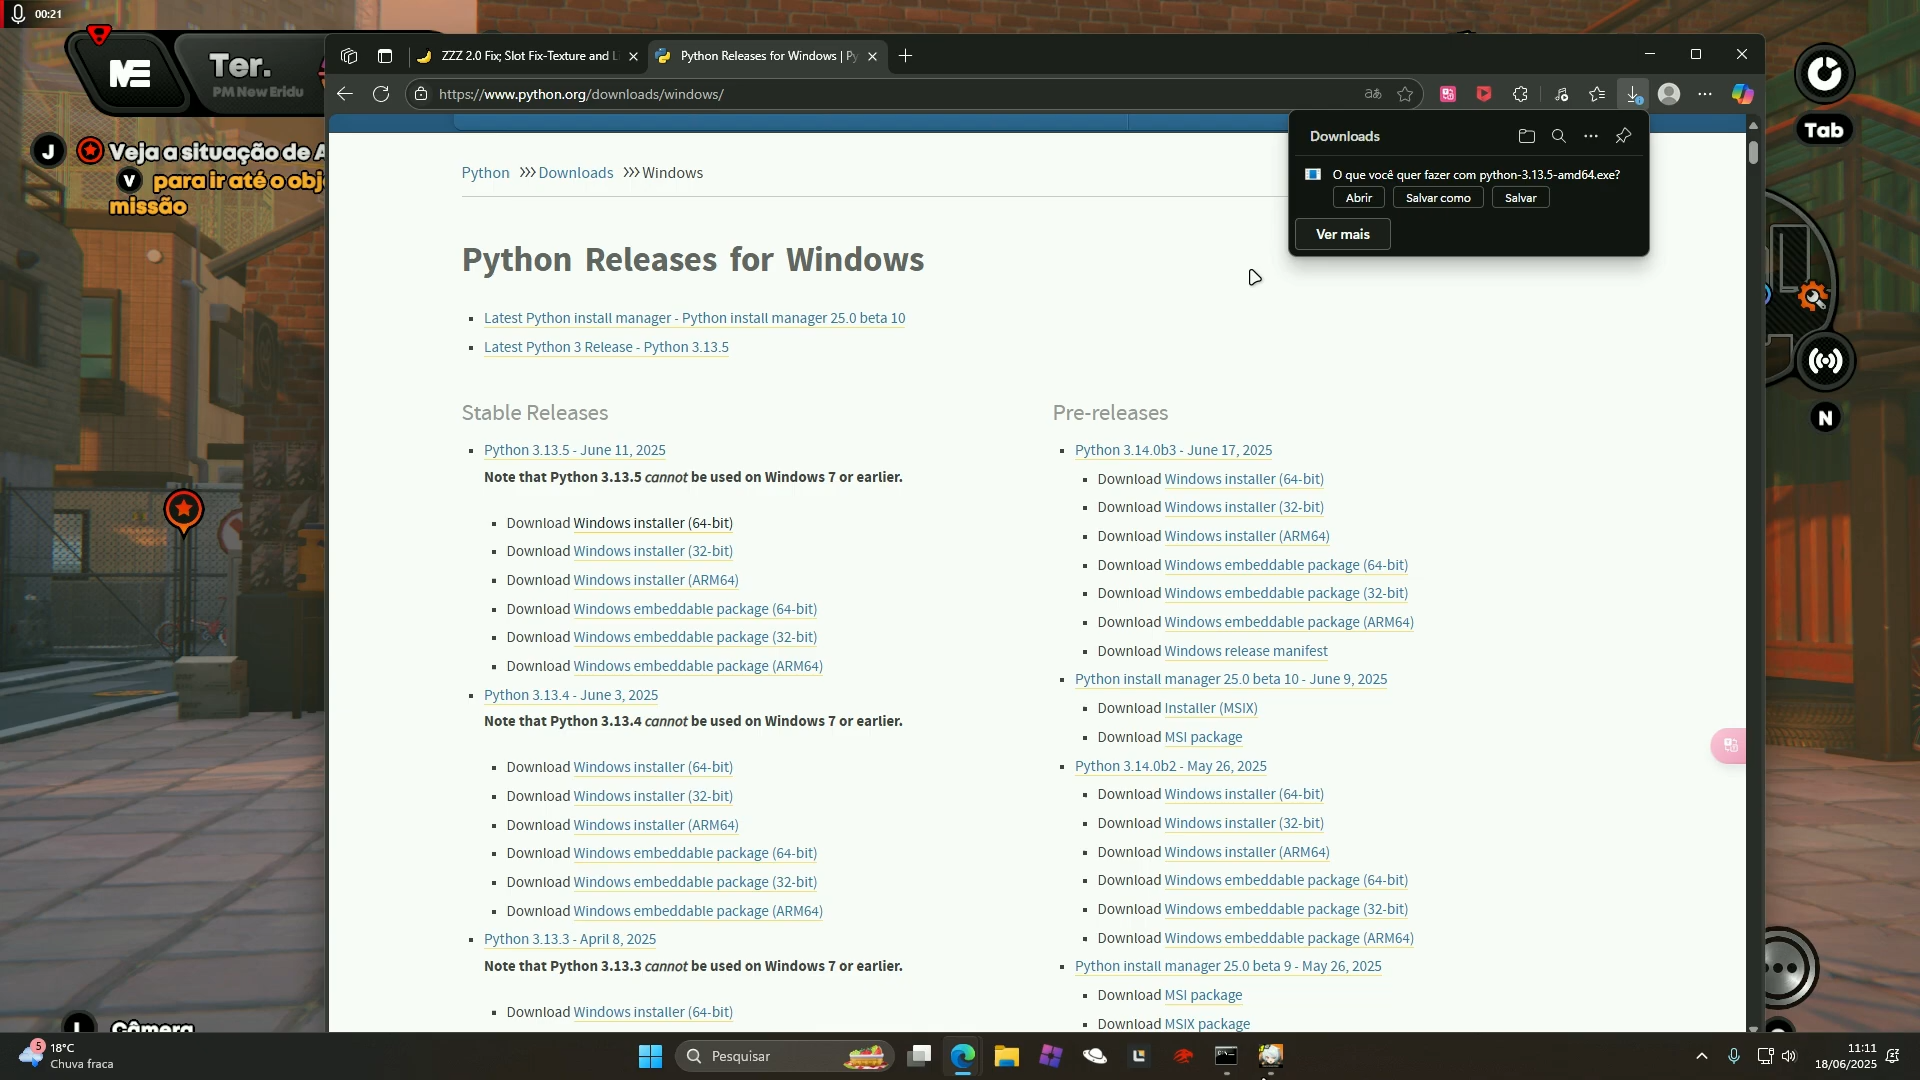 00:21
ZZZ 2.0 Fix; Slot Fix-Texture and
Python Releases for Windows | Py
https://www.python.org/downloads/windows/
Ter.
PM New Eridu
J
Veja a situação de A
V
para ir até o obj
missão
Tab
N
Downloads
O que você quer fazer com python-3.13.5-amd64.exe?
Abrir
Salvar como
Salvar
Ver mais
Python >>> Downloads >>> Windows
Python Releases for Windows
Latest Python install manager - Python install manager 25.0 beta 10
Latest Python 3 Release - Python 3.13.5
Stable Releases
Python 3.13.5 - June 11, 2025
Note that Python 3.13.5 cannot be used on Windows 7 or earlier.
Download Windows installer (64-bit)
Download Windows installer (32-bit)
Download Windows installer (ARM64)
Download Windows embeddable package (64-bit)
Download Windows embeddable package (32-bit)
Download Windows embeddable package (ARM64)
Python 3.13.4 - June 3, 2025
Note that Python 3.13.4 cannot be used on Windows 7 or earlier.
Download Windows installer (64-bit)
Download Windows installer (32-bit)
Download Windows installer (ARM64)
Download Windows embeddable package (64-bit)
Download Windows embeddable package (32-bit)
Download Windows embeddable package (ARM64)
Python 3.13.3 - April 8, 2025
Note that Python 3.13.3 cannot be used on Windows 7 or earlier.
Download Windows installer (64-bit)
Pre-releases
Python 3.14.0b3 - June 17, 2025
Download Windows installer (64-bit)
Download Windows installer (32-bit)
Download Windows installer (ARM64)
Download Windows embeddable package (64-bit)
Download Windows embeddable package (32-bit)
Download Windows embeddable package (ARM64)
Download Windows release manifest
Python install manager 25.0 beta 10 - June 9, 2025
Download Installer (MSIX)
Download MSI package
Python 3.14.0b2 - May 26, 2025
Download Windows installer (64-bit)
Download Windows installer (32-bit)
Download Windows installer (ARM64)
Download Windows embeddable package (64-bit)
Download Windows embeddable package (32-bit)
Download Windows embeddable package (ARM64)
Python install manager 25.0 beta 9 - May 26, 2025
Download MSI package
Download MSIX package
L
Câmera
5
18°C
Chuva fraca
Pesquisar
11:11
18/06/2025